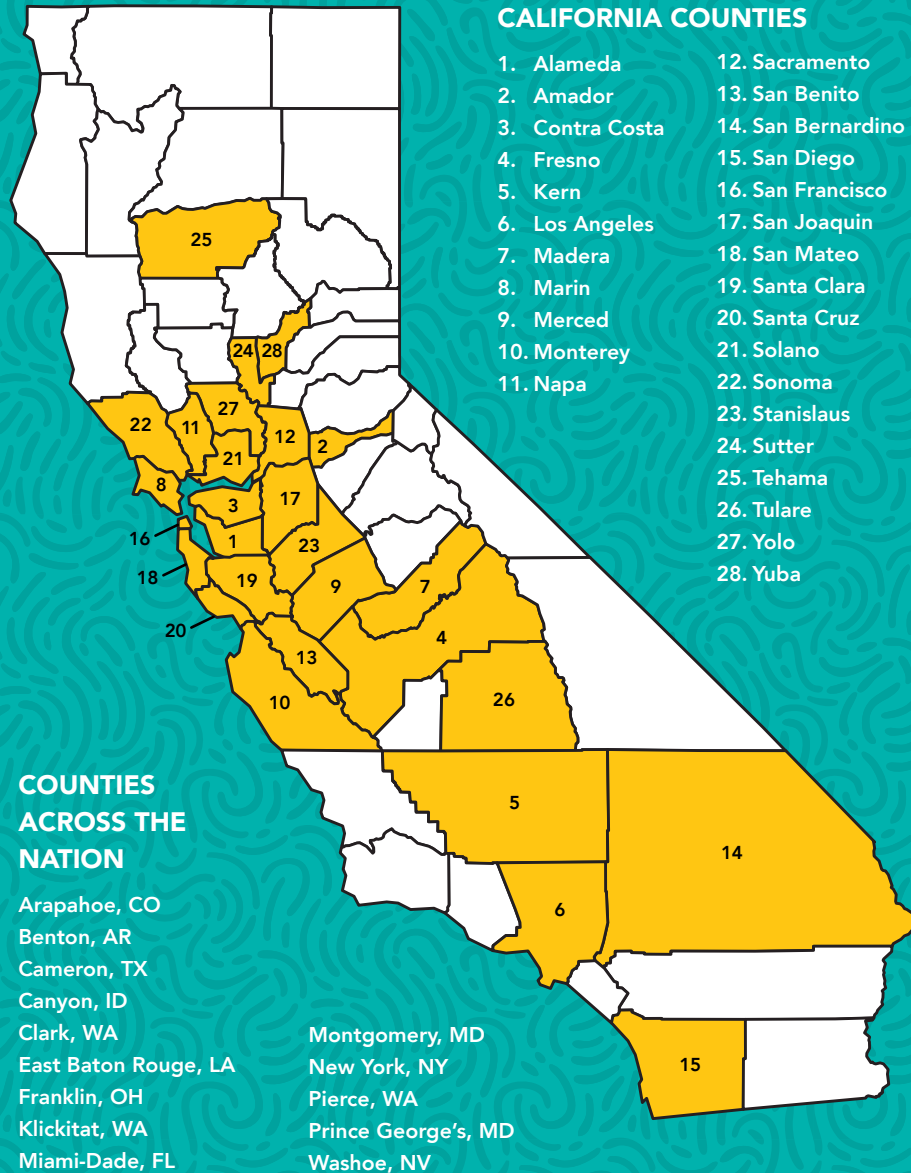 CALIFORNIA COUNTIES
1. Alameda
2. Amador
3. Contra Costa
4. Fresno
5. Kern
6. Los Angeles
7. Madera
8. Marin
9. Merced
10. Monterey
11. Napa
12. Sacramento
13. San Benito
14. San Bernardino
15. San Diego
16. San Francisco
17. San Joaquin
18. San Mateo
19. Santa Clara
20. Santa Cruz
21. Solano
22. Sonoma
23. Stanislaus
24. Sutter
25. Tehama
26. Tulare
27. Yolo
28. Yuba
25
24 28
27
22 11
12
2
21
8
3
17
16
1
23
18
19
9
7
20
4
13
26
10
5
14
6
15
COUNTIES
ACROSS THE
NATION
Arapahoe, CO
Benton, AR
Cameron, TX
Canyon, ID
Clark, WA
East Baton Rouge, LA
Franklin, OH
Klickitat, WA
Miami-Dade, FL
Montgomery, MD
New York, NY
Pierce, WA
Prince George's, MD
Washoe, NV